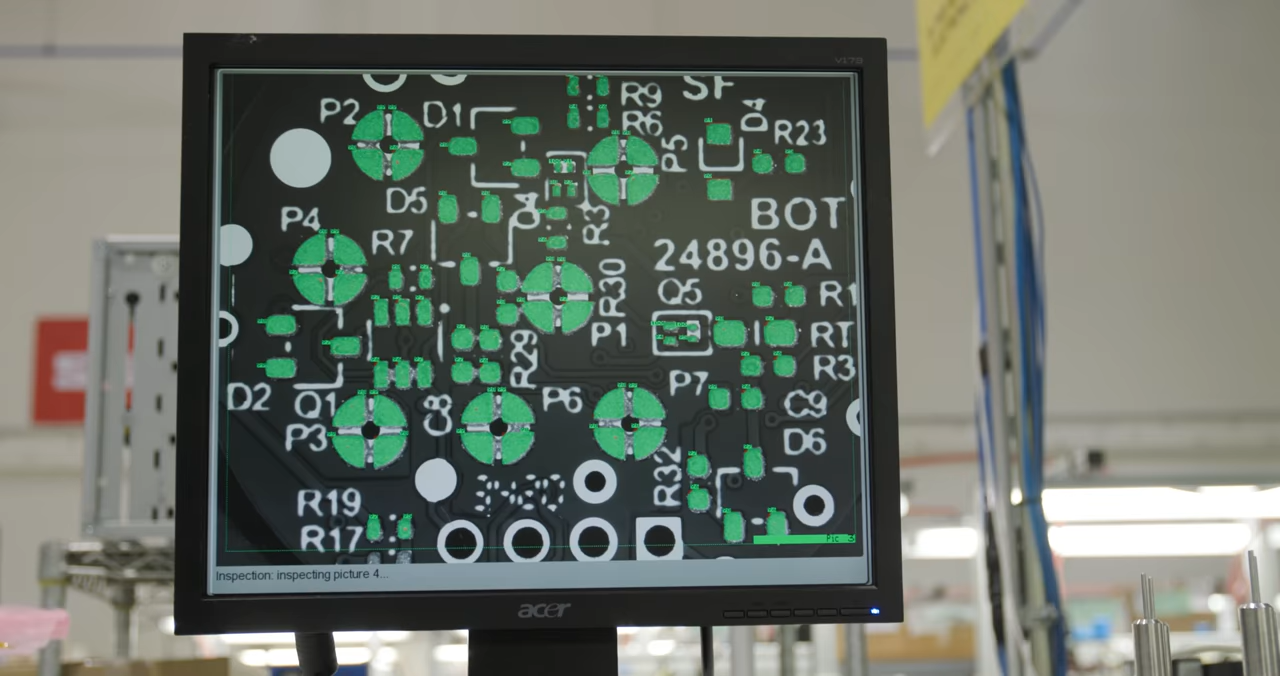 V173
SF
P2
D1
R9
R6
D4
R23
P5
D5
Q4
R3
BOT
P4
R7
24896-A
R30
Q5
R1
P1
RT
R29
R3
P7
D2
Q1
C8
P6
C9
P3
D6
R32
R19
R17
Pic 3
Inspection: inspecting picture 4...
acer